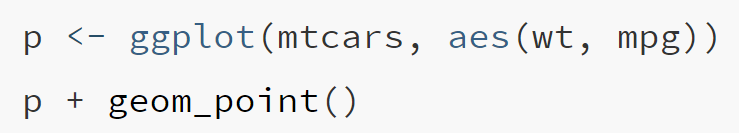 p <- ggplot(mtcars, aes(wt, mpg))
p + geom_point()